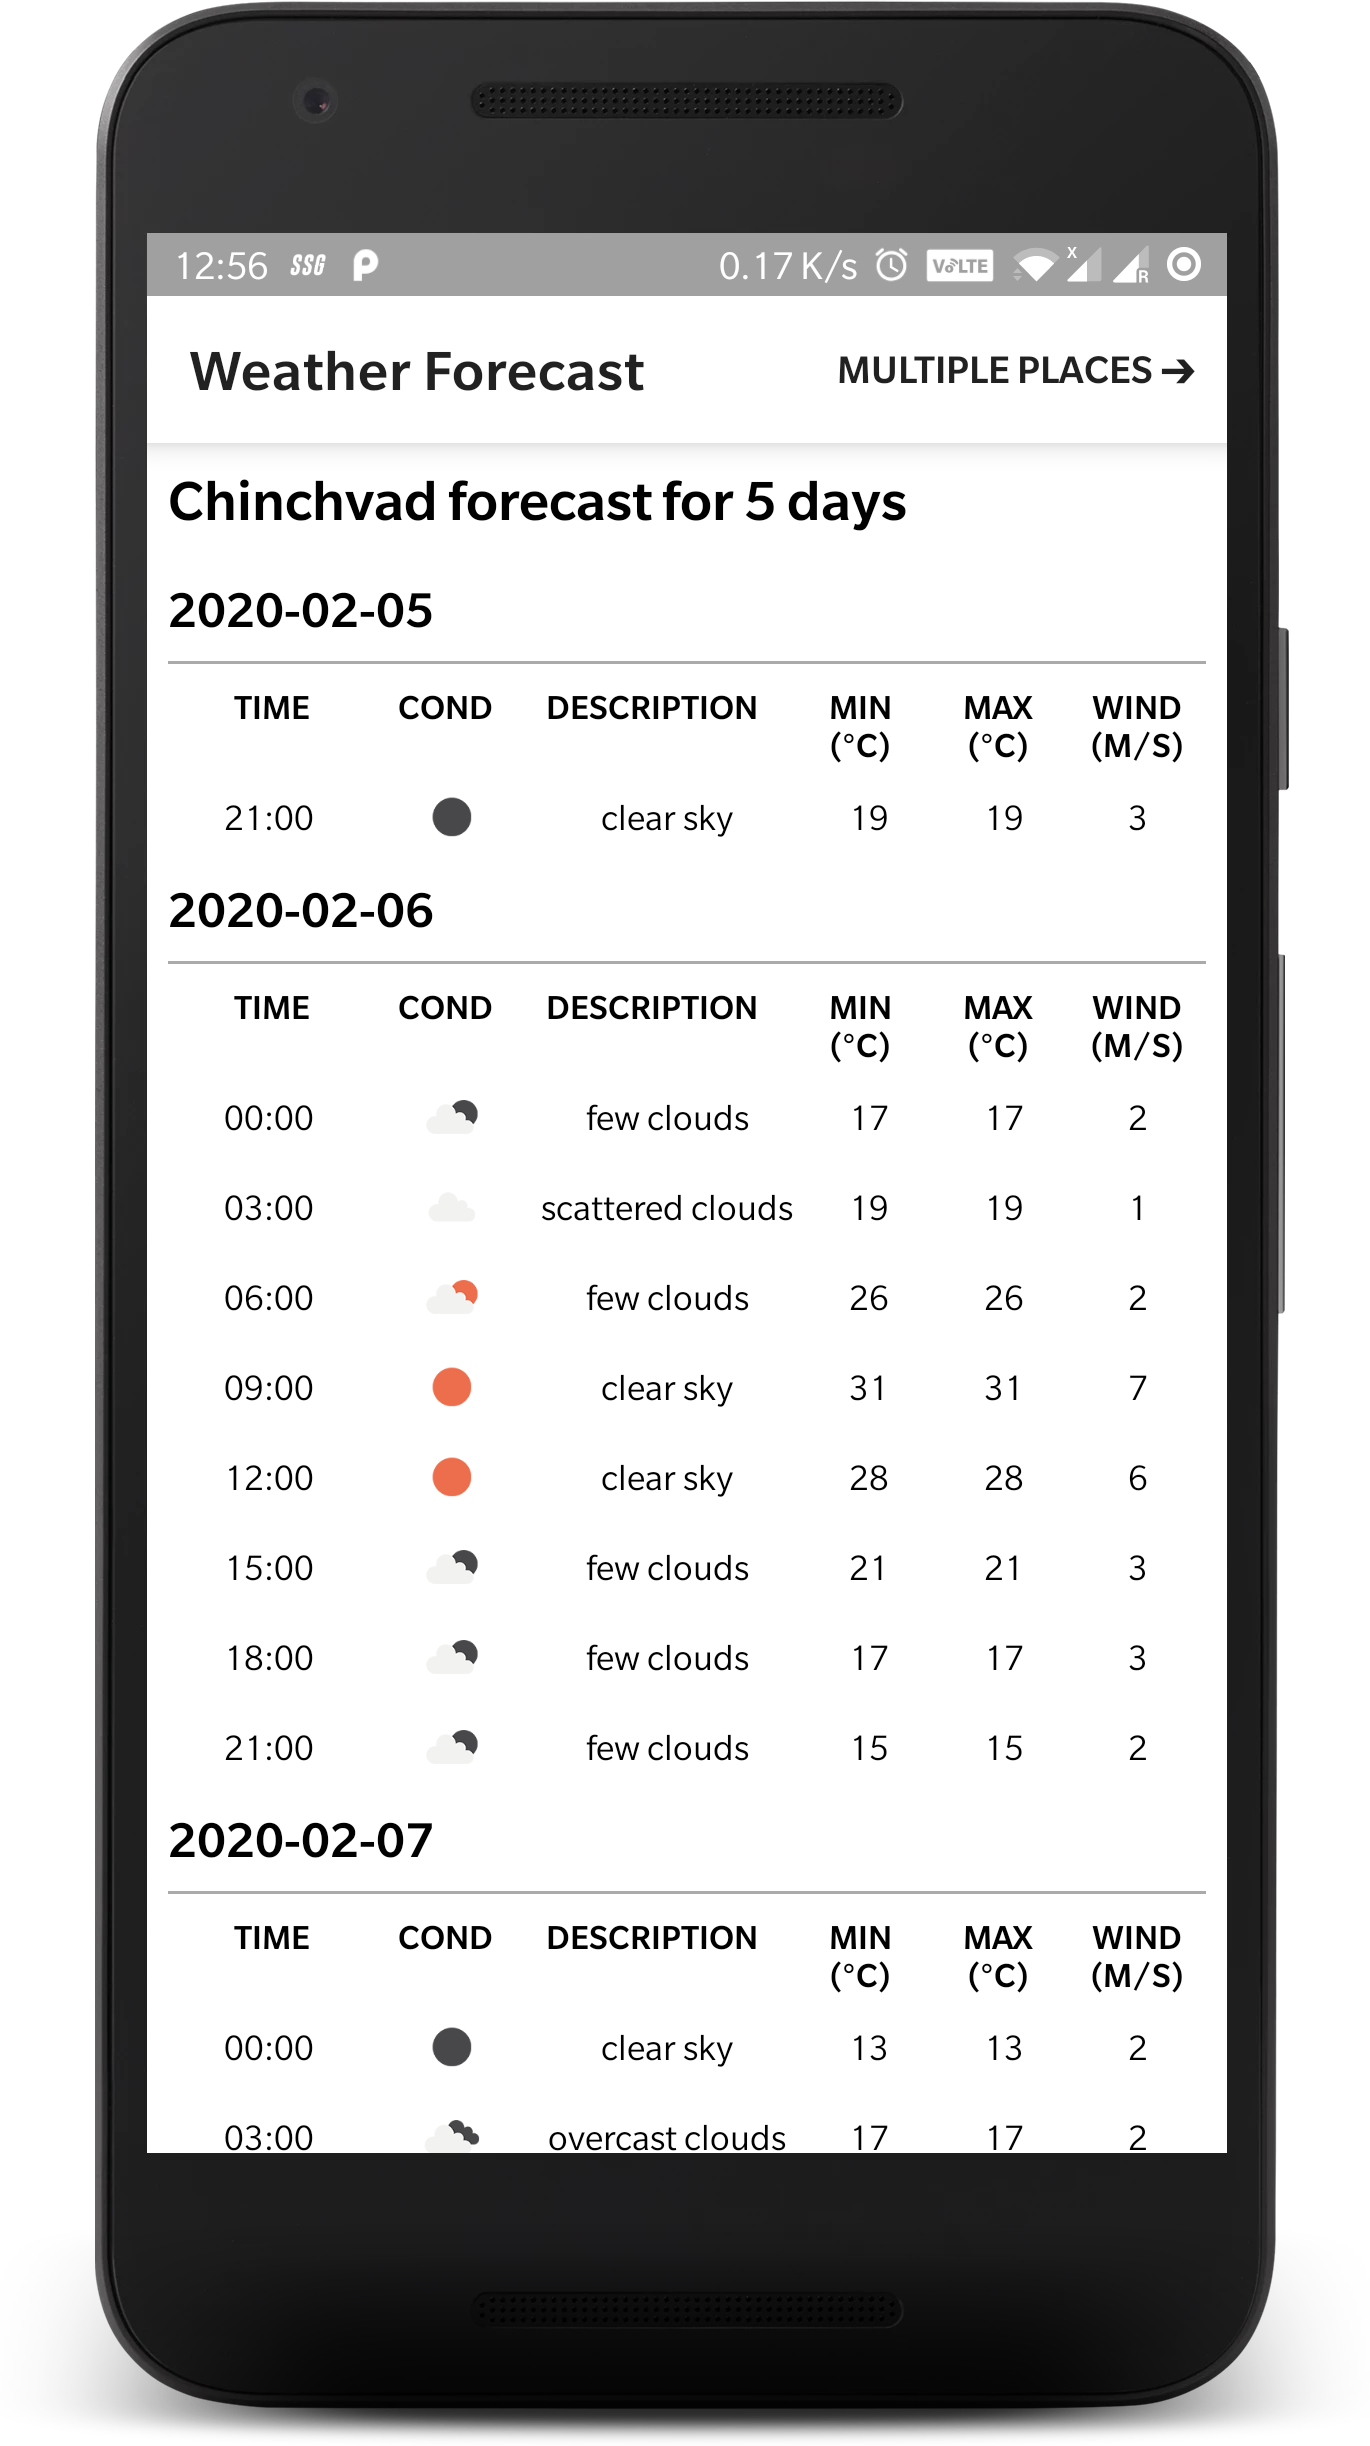 12:56 SSG P 0.17 K/s VoLTE X R
Weather Forecast MULTIPLE PLACES →
Chinchvad forecast for 5 days
2020-02-05
TIME COND DESCRIPTION MIN MAX WIND
(°C) (°C) (M/S)
21:00 clear sky 19 19 3
2020-02-06
TIME COND DESCRIPTION MIN MAX WIND
(°C) (°C) (M/S)
00:00 few clouds 17 17 2
03:00 scattered clouds 19 19 1
06:00 few clouds 26 26 2
09:00 clear sky 31 31 7
12:00 clear sky 28 28 6
15:00 few clouds 21 21 3
18:00 few clouds 17 17 3
21:00 few clouds 15 15 2
2020-02-07
TIME COND DESCRIPTION MIN MAX WIND
(°C) (°C) (M/S)
00:00 clear sky 13 13 2
03:00 overcast clouds 17 17 2